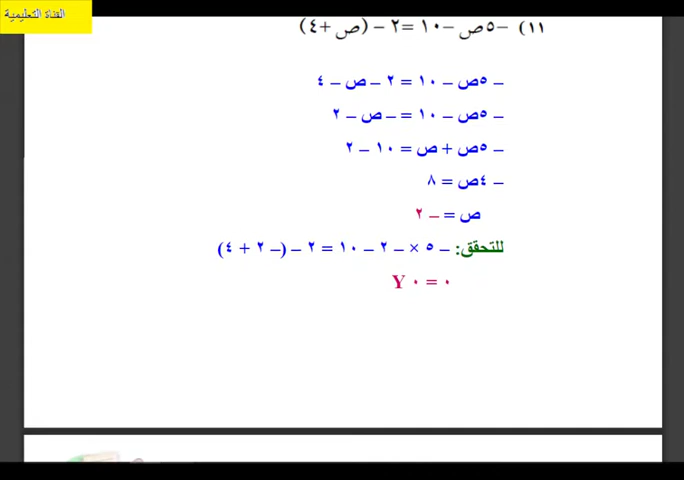 القناة التعليمية
١١) –٥ص –١٠ =٢ – (ص +٤)
– ٥ص – ١٠ = ٢ – ص – ٤
– ٥ص – ١٠ = – ص – ٢
– ٥ص + ص = ١٠ – ٢
– ٤ص = ٨
ص = – ٢
للتحقق: – ٥ × – ٢ – ١٠ = ٢ – (– ٢ + ٤)
٠ = ٠ Y